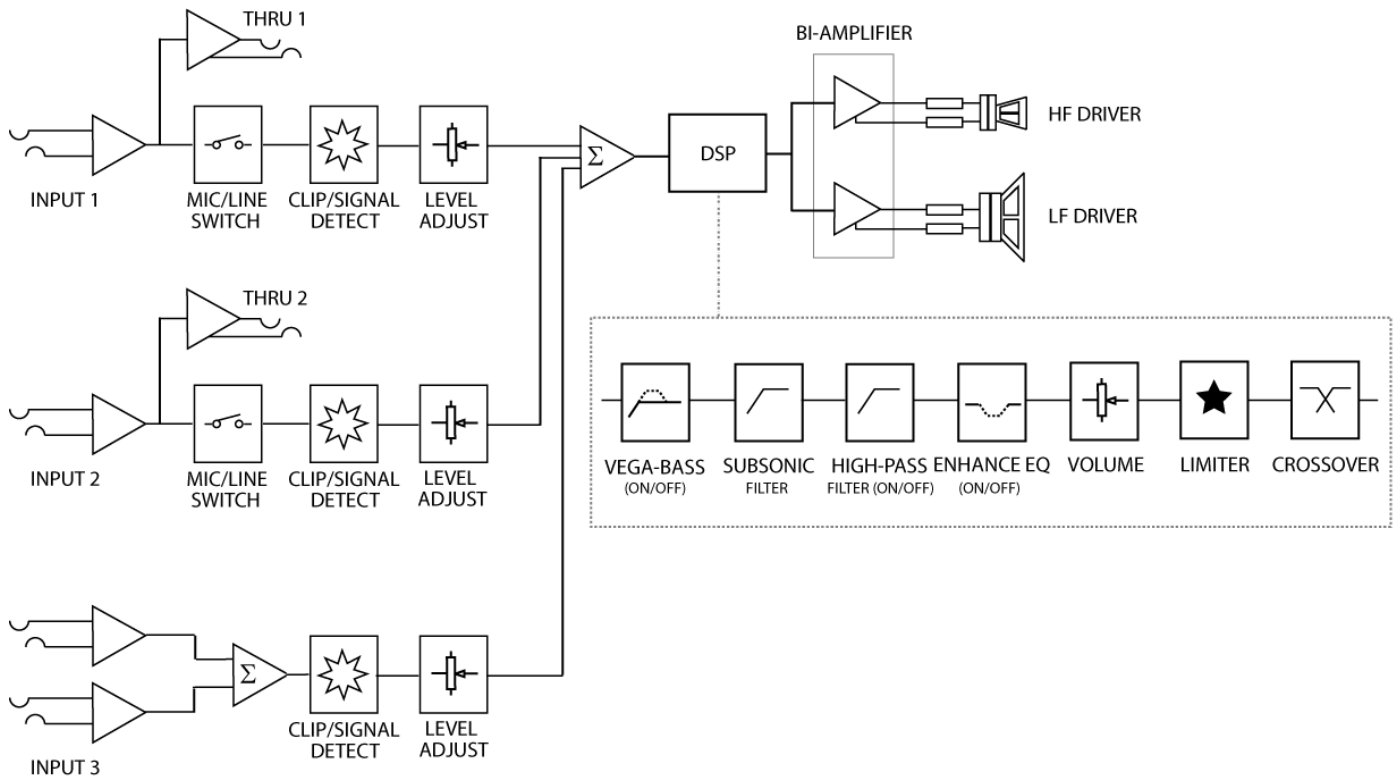 THRU 1
INPUT 1
MIC/LINE
SWITCH
CLIP/SIGNAL
DETECT
LEVEL
ADJUST
Σ
DSP
BI-AMPLIFIER
HF DRIVER
LF DRIVER
THRU 2
INPUT 2
MIC/LINE
SWITCH
CLIP/SIGNAL
DETECT
LEVEL
ADJUST
VEGA-BASS
(ON/OFF)
SUBSONIC
FILTER
HIGH-PASS
FILTER (ON/OFF)
ENHANCE EQ
(ON/OFF)
VOLUME
LIMITER
CROSSOVER
INPUT 3
Σ
CLIP/SIGNAL
DETECT
LEVEL
ADJUST